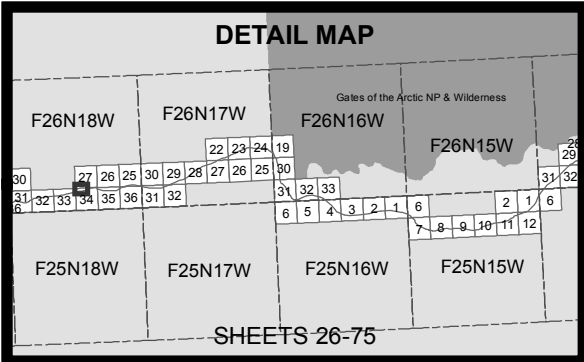 DETAIL MAP
Gates of the Arctic NP & Wilderness
F26N18W F26N17W F26N16W F26N15W
22 23 24 19
28
29
30 27 26 25 30 29 28 27 26 25 30
31 32
31 32 33 34 35 36 31 32
31 32 33
6
6 5 4 3 2 1 6
2 1 6
7 8 9 10 11 12
F25N18W F25N17W F25N16W F25N15W
SHEETS 26-75